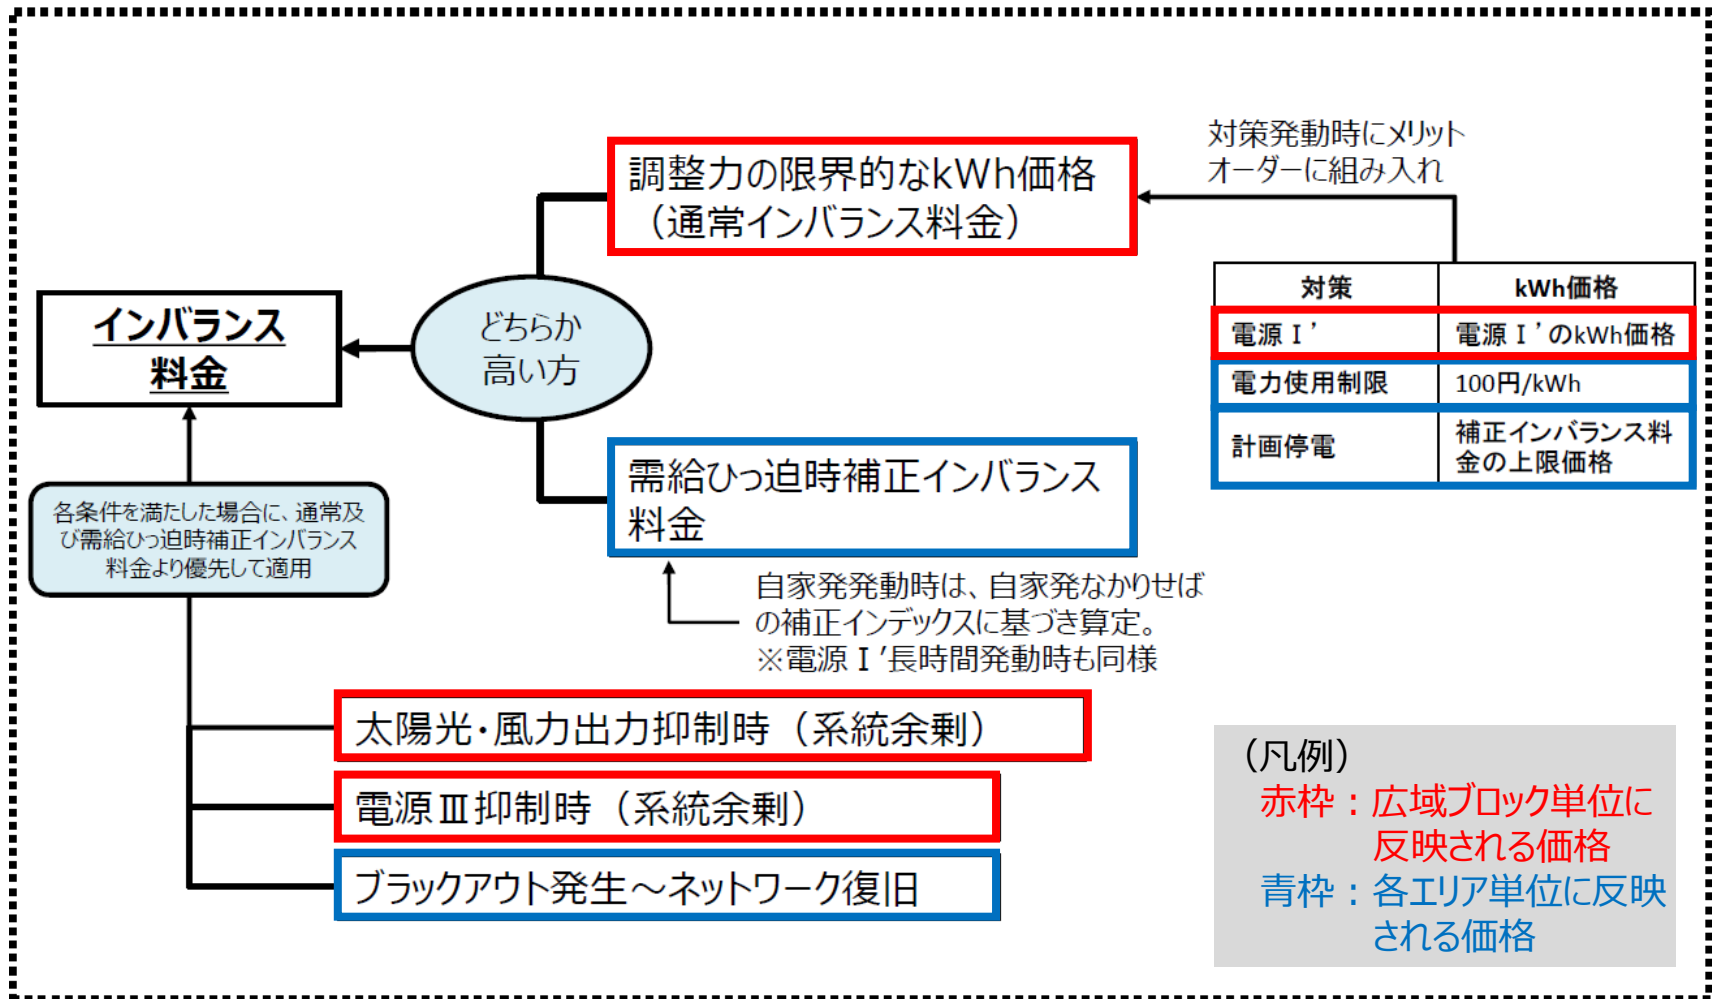 対策発動時にメリット
オーダーに組み入れ
調整力の限界的なkWh価格
（通常インバランス料金）
対策 kWh価格
電源Ⅰ’ 電源Ⅰ’のkWh価格
電力使用制限 100円/kWh
計画停電 補正インバランス料
金の上限価格
インバランス
料金
どちらか
高い方
需給ひっ迫時補正インバランス
料金
各条件を満たした場合に、通常及
び需給ひっ迫時補正インバランス
料金より優先して適用
自家発発動時は、自家発なかりせば
の補正インデックスに基づき算定。
※電源Ⅰ’長時間発動時も同様
太陽光・風力出力抑制時（系統余剰）
電源Ⅲ抑制時（系統余剰）
ブラックアウト発生～ネットワーク復旧
（凡例）
赤枠：広域ブロック単位に
反映される価格
青枠：各エリア単位に反映
される価格